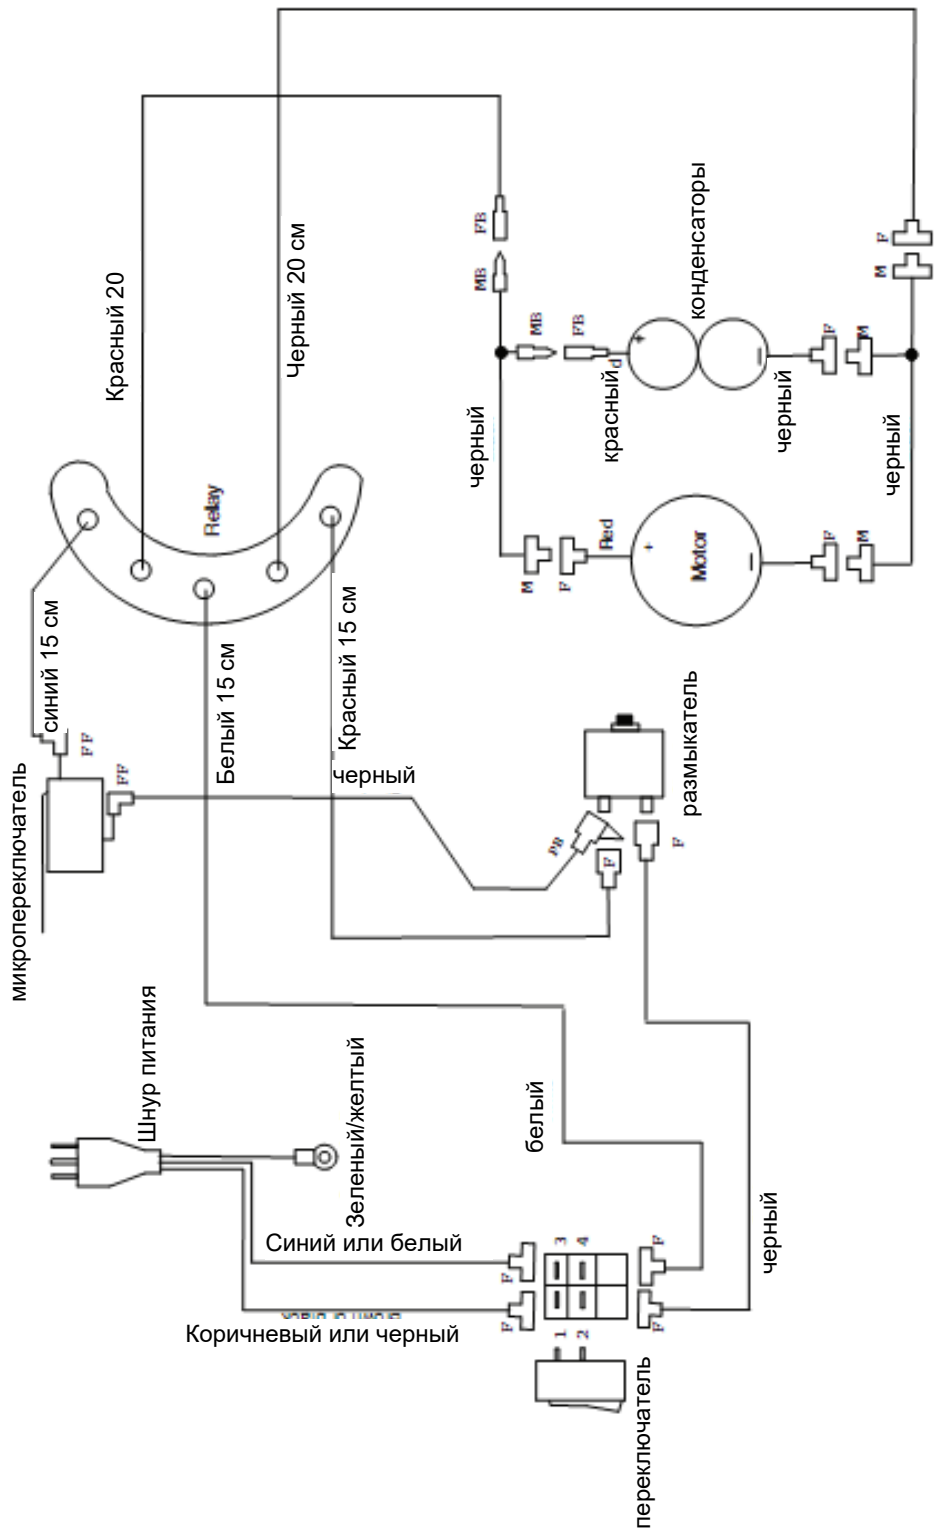 Красный 20
Черный 20 см
FB
MB
F
M
конденсаторы
MB
FB
+
красный
d
черный
F
M
черный
черный
Relay
M
F
Red
+
Motor
F
M
синий 15 см
FF
FF
микропереключатель
Белый 15 см
Красный 15 см
черный
PB
F
F
размыкатель
Шнур питания
Зеленый/желтый
Синий или белый
Коричневый или черный
белый
черный
F
F
3
4
1
2
F
F
переключатель